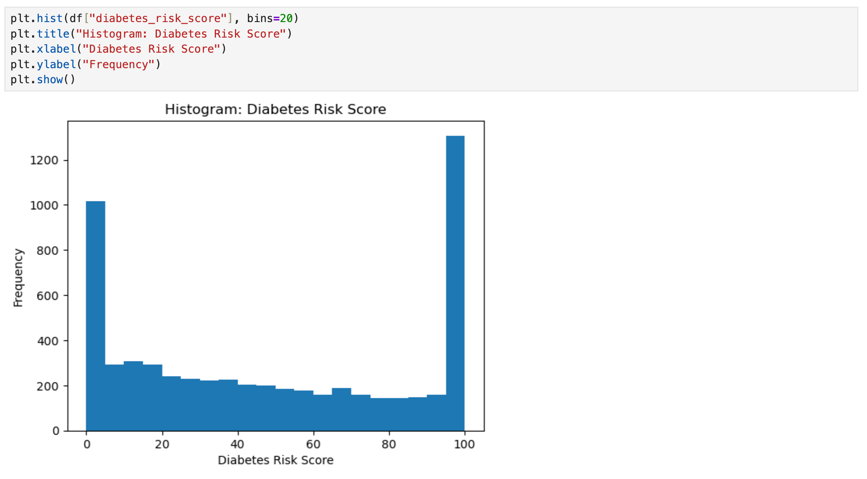 plt.hist(df["diabetes_risk_score"], bins=20)
plt.title("Histogram: Diabetes Risk Score")
plt.xlabel("Diabetes Risk Score")
plt.ylabel("Frequency")
plt.show()
Histogram: Diabetes Risk Score
1200
1000
800
600
400
200
0
Frequency
0 20 40 60 80 100
Diabetes Risk Score